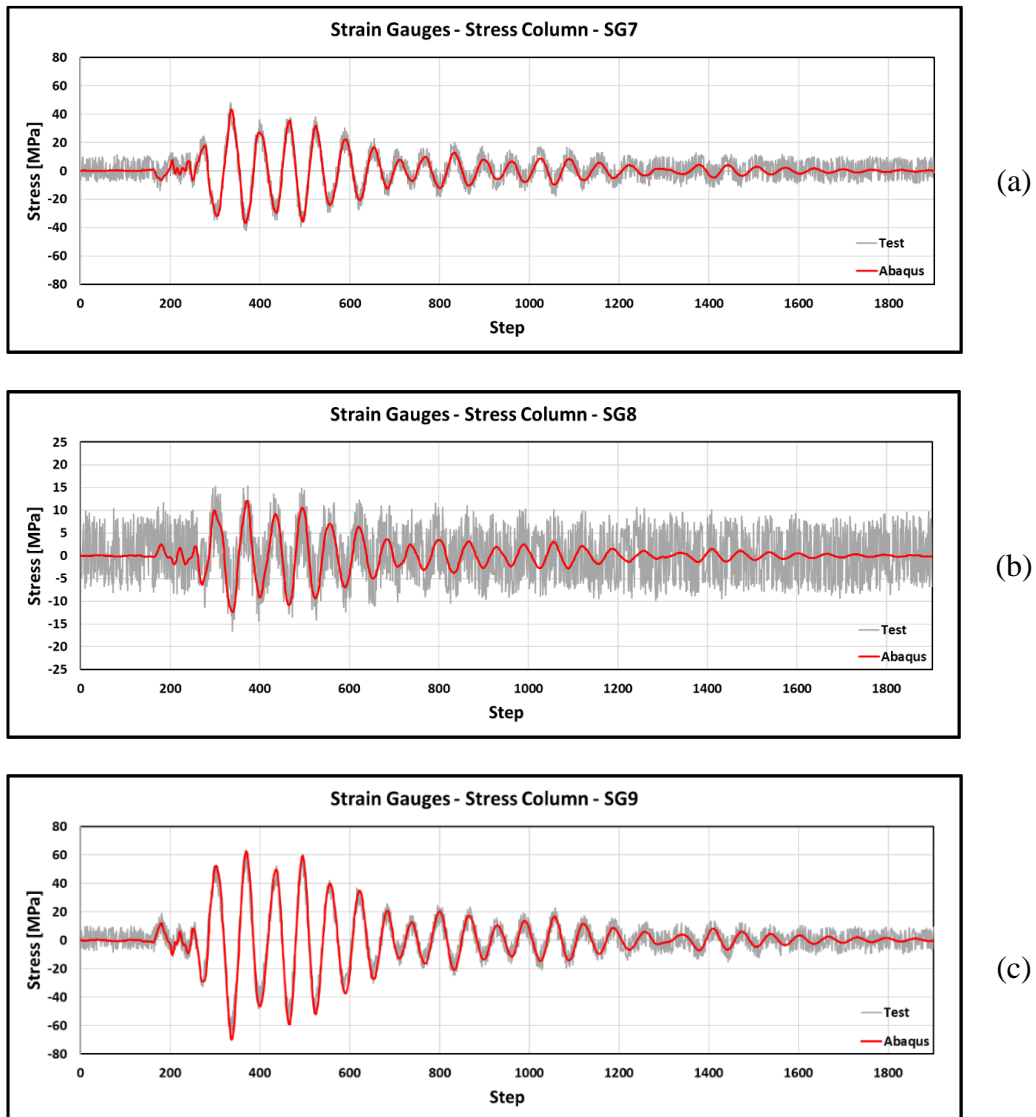 Strain Gauges - Stress Column - SG7
80
60
40
20
0
-20
-40
-60
-80
Stress [MPa]
Test
Abaqus
0 200 400 600 800 1000 1200 1400 1600 1800
Step
(a)
Strain Gauges - Stress Column - SG8
25
20
15
10
5
0
-5
-10
-15
-20
-25
Stress [MPa]
Test
Abaqus
0 200 400 600 800 1000 1200 1400 1600 1800
Step
(b)
Strain Gauges - Stress Column - SG9
80
60
40
20
0
-20
-40
-60
-80
Stress [MPa]
Test
Abaqus
0 200 400 600 800 1000 1200 1400 1600 1800
Step
(c)